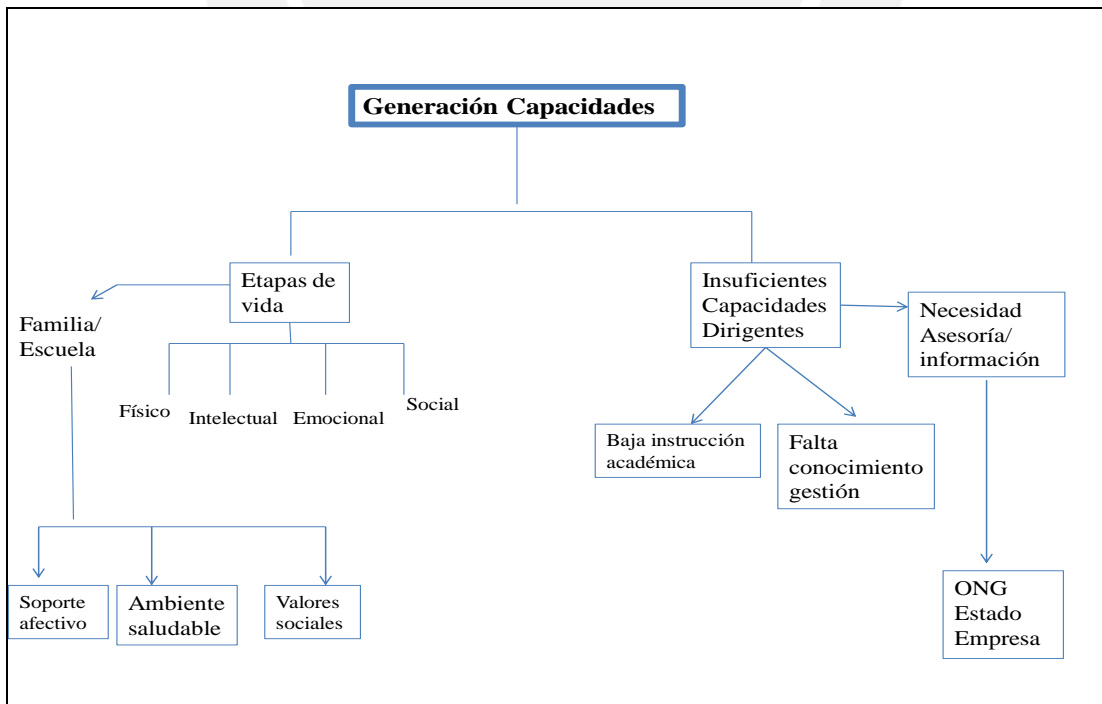 Generación Capacidades
Etapas de
vida
Familia/
Escuela
Físico
Intelectual
Emocional
Social
Soporte
afectivo
Ambiente
saludable
Valores
sociales
Insuficientes
Capacidades
Dirigentes
Necesidad
Asesoría/
información
Baja instrucción
académica
Falta
conocimiento
gestión
ONG
Estado
Empresa